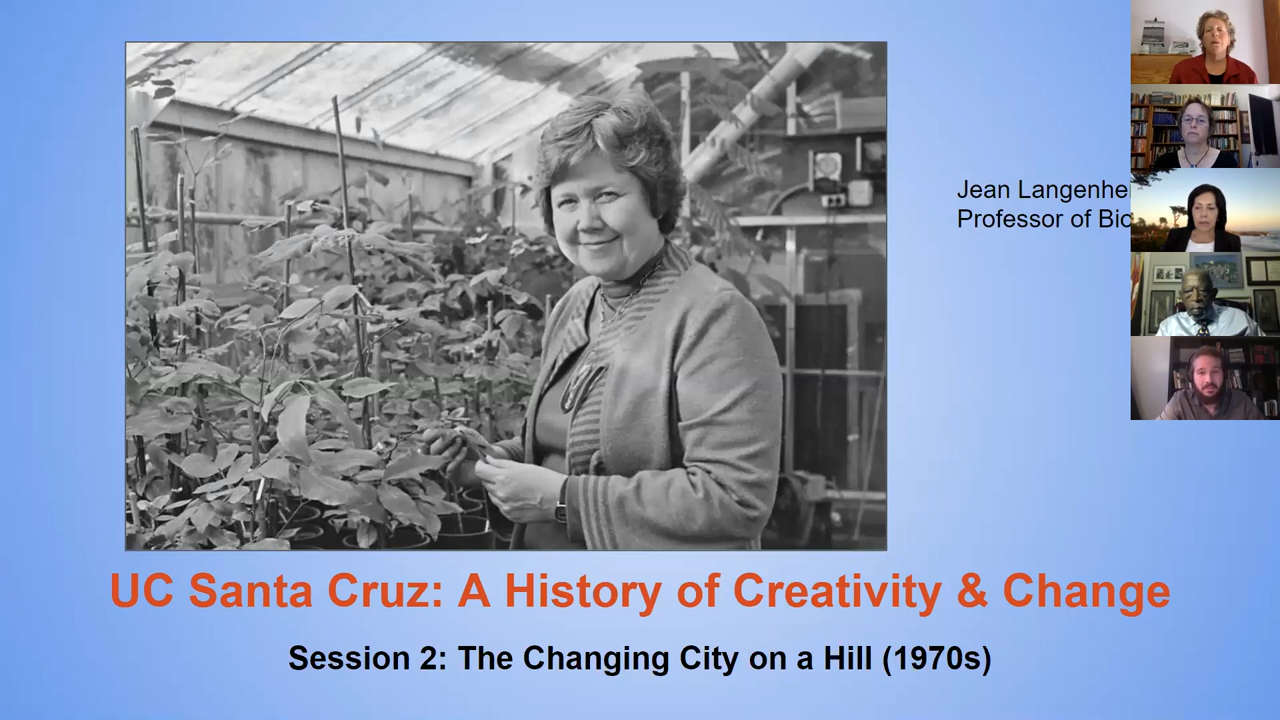 Jean Langenhe
Professor of Bio
UC Santa Cruz: A History of Creativity & Change
Session 2: The Changing City on a Hill (1970s)